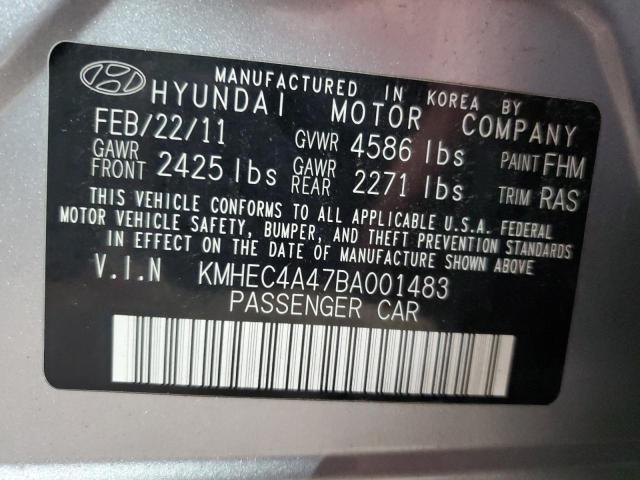 MANUFACTURED IN KOREA BY
HYUNDAI MOTOR COMPANY
FEB/22/11 GVWR 4586 lbs PAINT FHM
GAWR FRONT 2425 lbs GAWR REAR 2271 lbs TRIM RAS
THIS VEHICLE CONFORMS TO ALL APPLICABLE U.S.A. FEDERAL
MOTOR VEHICLE SAFETY, BUMPER, AND THEFT PREVENTION STANDARDS
IN EFFECT ON THE DATE OF MANUFACTURE SHOWN ABOVE
V.I.N KMHEC4A47BA001483
PASSENGER CAR